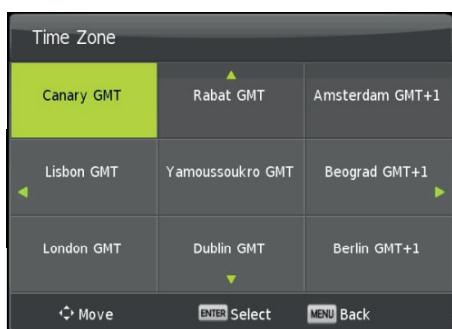 Time Zone
Canary GMT Rabat GMT Amsterdam GMT+1
Lisbon GMT Yamoussoukro GMT Beograd GMT+1
London GMT Dublin GMT Berlin GMT+1
Move ENTER Select MENU Back